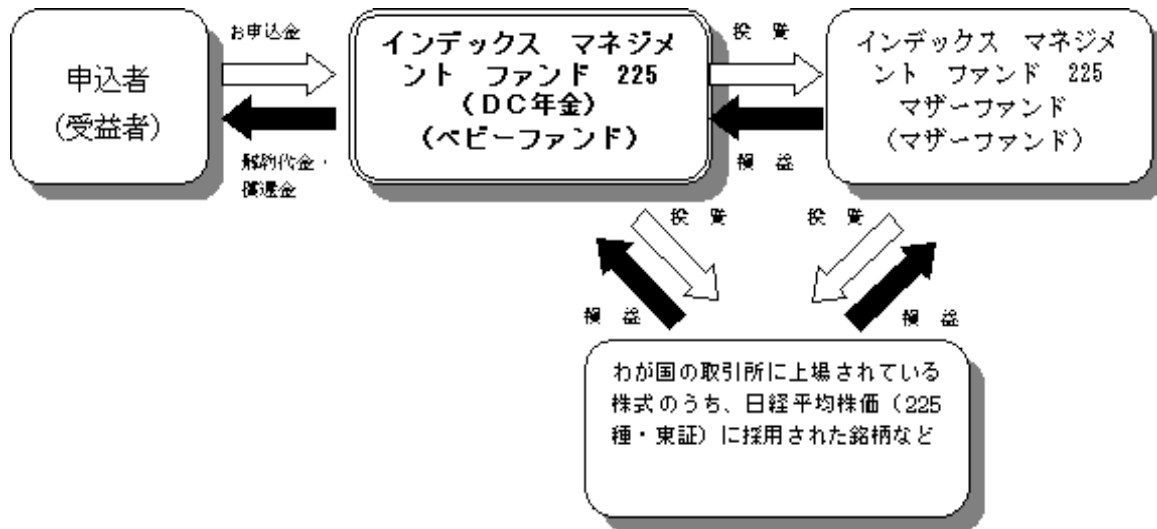 申込者
(受益者)
お申込金
解約代金・
償還金
インデックス マネジメ
ント ファンド 225
(DC年金)
(ベビーファンド)
投 資
損 益
インデックス マネジメ
ント ファンド 225
マザーファンド
(マザーファンド)
投 資
投 資
損 益
損 益
わが国の取引所に上場されている
株式のうち、日経平均株価(225
種・東証)に採用された銘柄など